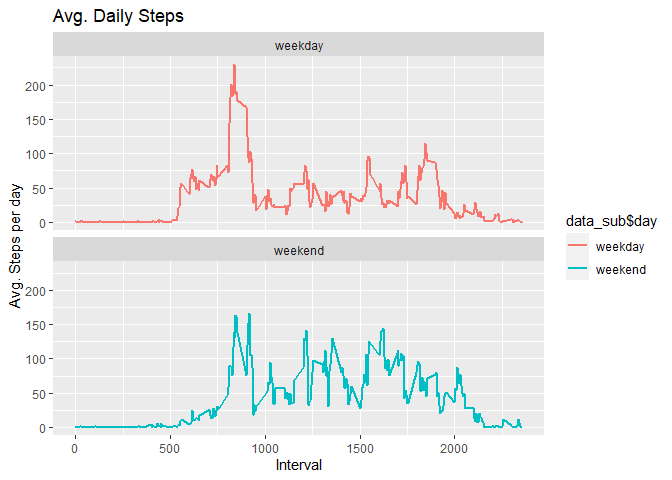 Avg. Daily Steps
weekday
200
150
100
50
0
weekend
200
150
100
50
0
0 500 1000 1500 2000
Interval
Avg. Steps per day
data_sub$day
weekday
weekend